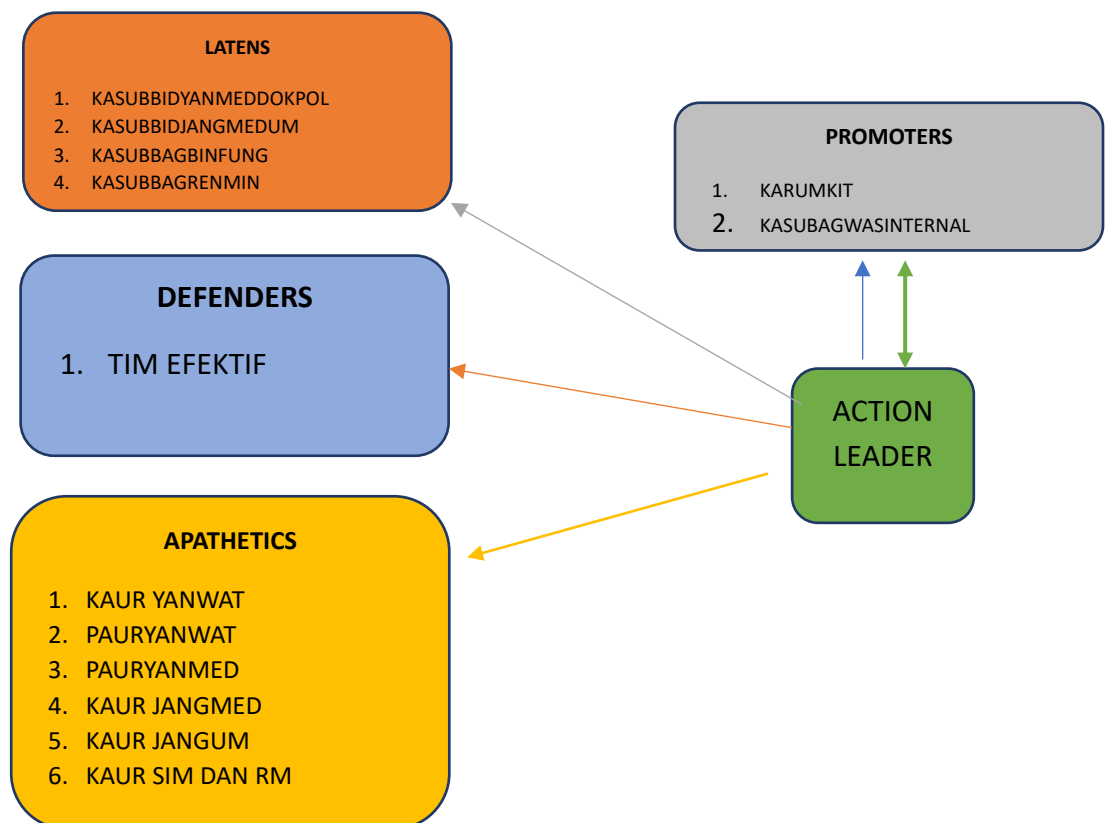 LATENS
1. KASUBBIDYANMEDDOKPOL
2. KASUBBIDJANGMEDUM
3. KASUBBAGBINFUNG
4. KASUBBAGRENMIN
PROMOTERS
1. KARUMKIT
2. KASUBAGWASINTERNAL
DEFENDERS
1. TIM EFEKTIF
ACTION
LEADER
APATHETICS
1. KAUR YANWAT
2. PAURYANWAT
3. PAURYANMED
4. KAUR JANGMED
5. KAUR JANGUM
6. KAUR SIM DAN RM